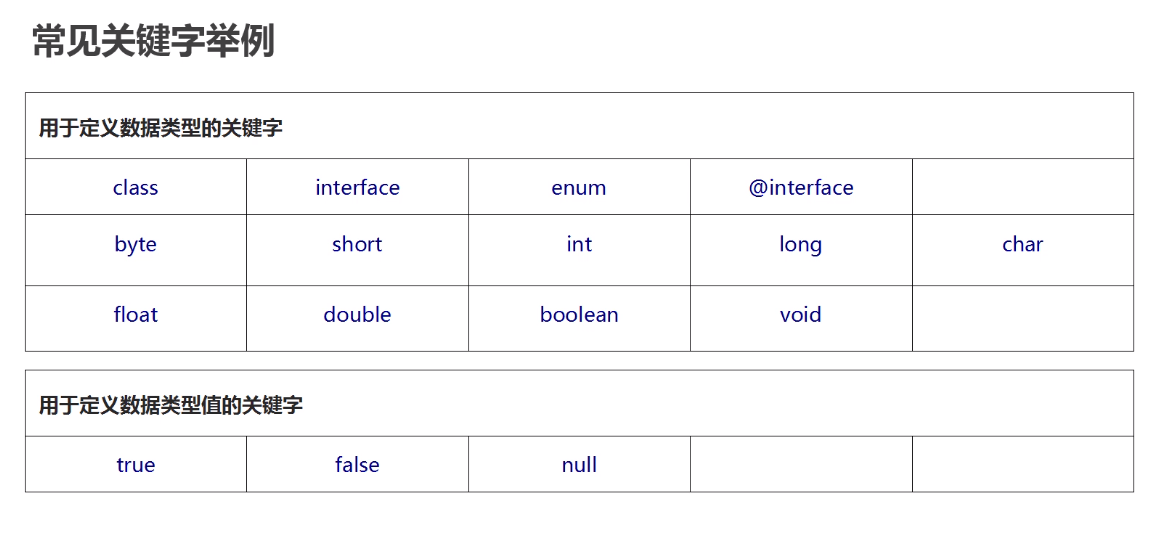 常见关键字举例
用于定义数据类型的关键字
class interface enum @interface
byte short int long char
float double boolean void
用于定义数据类型值的关键字
true false null